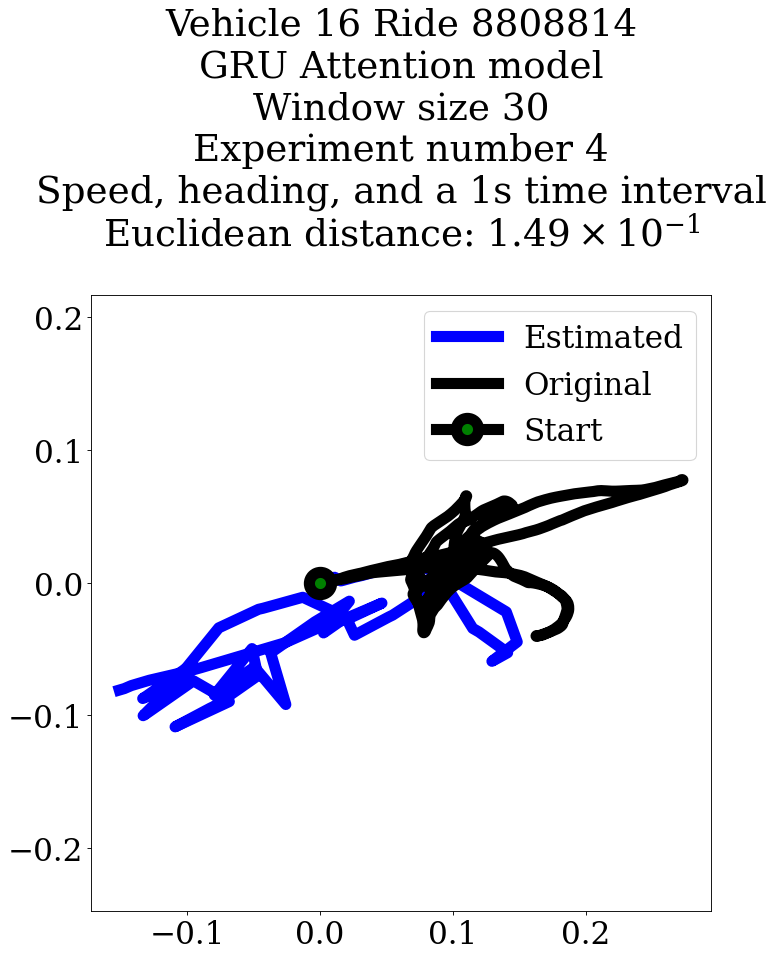 Vehicle 16 Ride 8808814
GRU Attention model
Window size 30
Experiment number 4
Speed, heading, and a 1s time interval
Euclidean distance: 1.49 × 10⁻¹
Estimated
Original
Start
0.2
0.1
0.0
−0.1
−0.2
−0.1
0.0
0.1
0.2